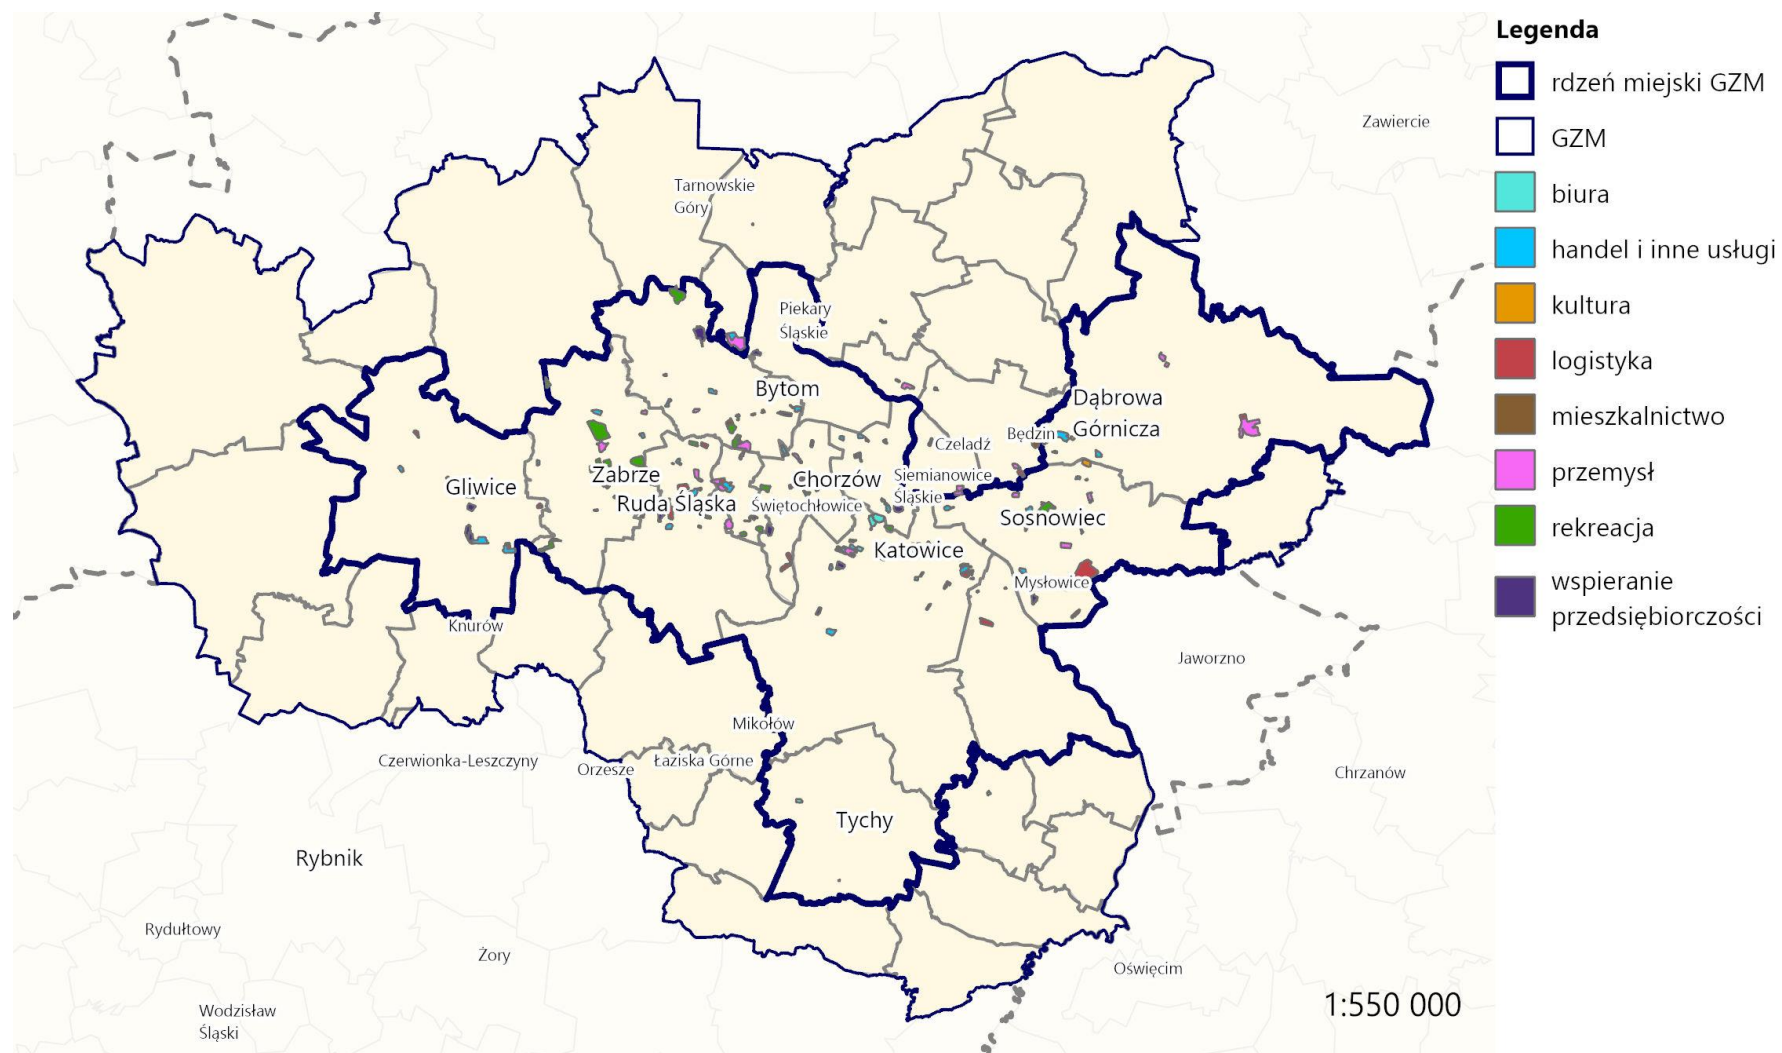 Legenda
rdzeń miejski GZM
GZM
biura
handel i inne usługi
kultura
logistyka
mieszkalnictwo
przemysł
rekreacja
wspieranie
przedsiębiorczości
Zawiercie
Tarnowskie
Góry
Piekary
Śląskie
Bytom
Dąbrowa
Górnicza
Będzin
Czeladź
Siemianowice
Śląskie
Zabrze
Chorzów
Gliwice
Ruda Śląska
Świętochłowice
Sosnowiec
Katowice
Mysłowice
Knurów
Jaworzno
Mikołów
Czerwionka-Leszczyny
Orzesze
Łaziska Górne
Chrzanów
Tychy
Rybnik
Rydułtowy
Żory
Oświęcim
Wodzisław
Śląski
1:550 000